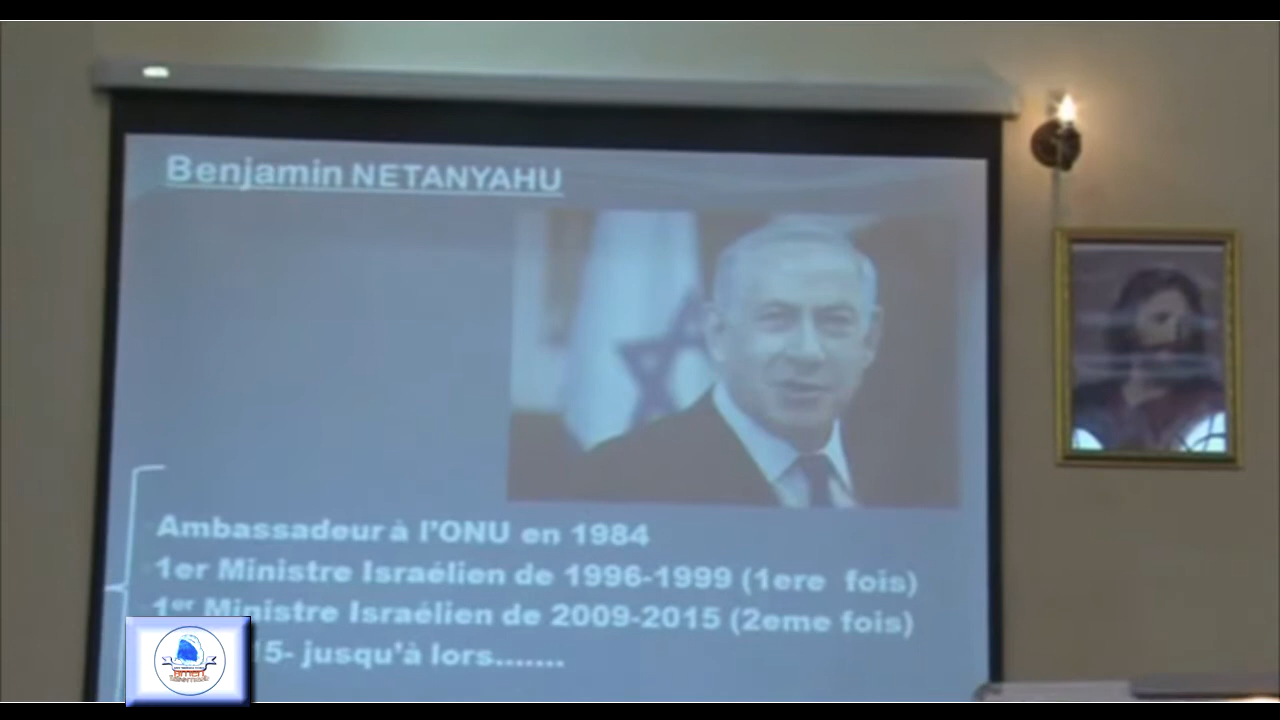 Benjamin NETANYAHU
Ambassadeur à l'ONU en 1984
1er Ministre Israélien de 1996-1999 (1ere fois)
1er Ministre Israélien de 2009-2015 (2eme fois)
15- jusqu'à lors.......